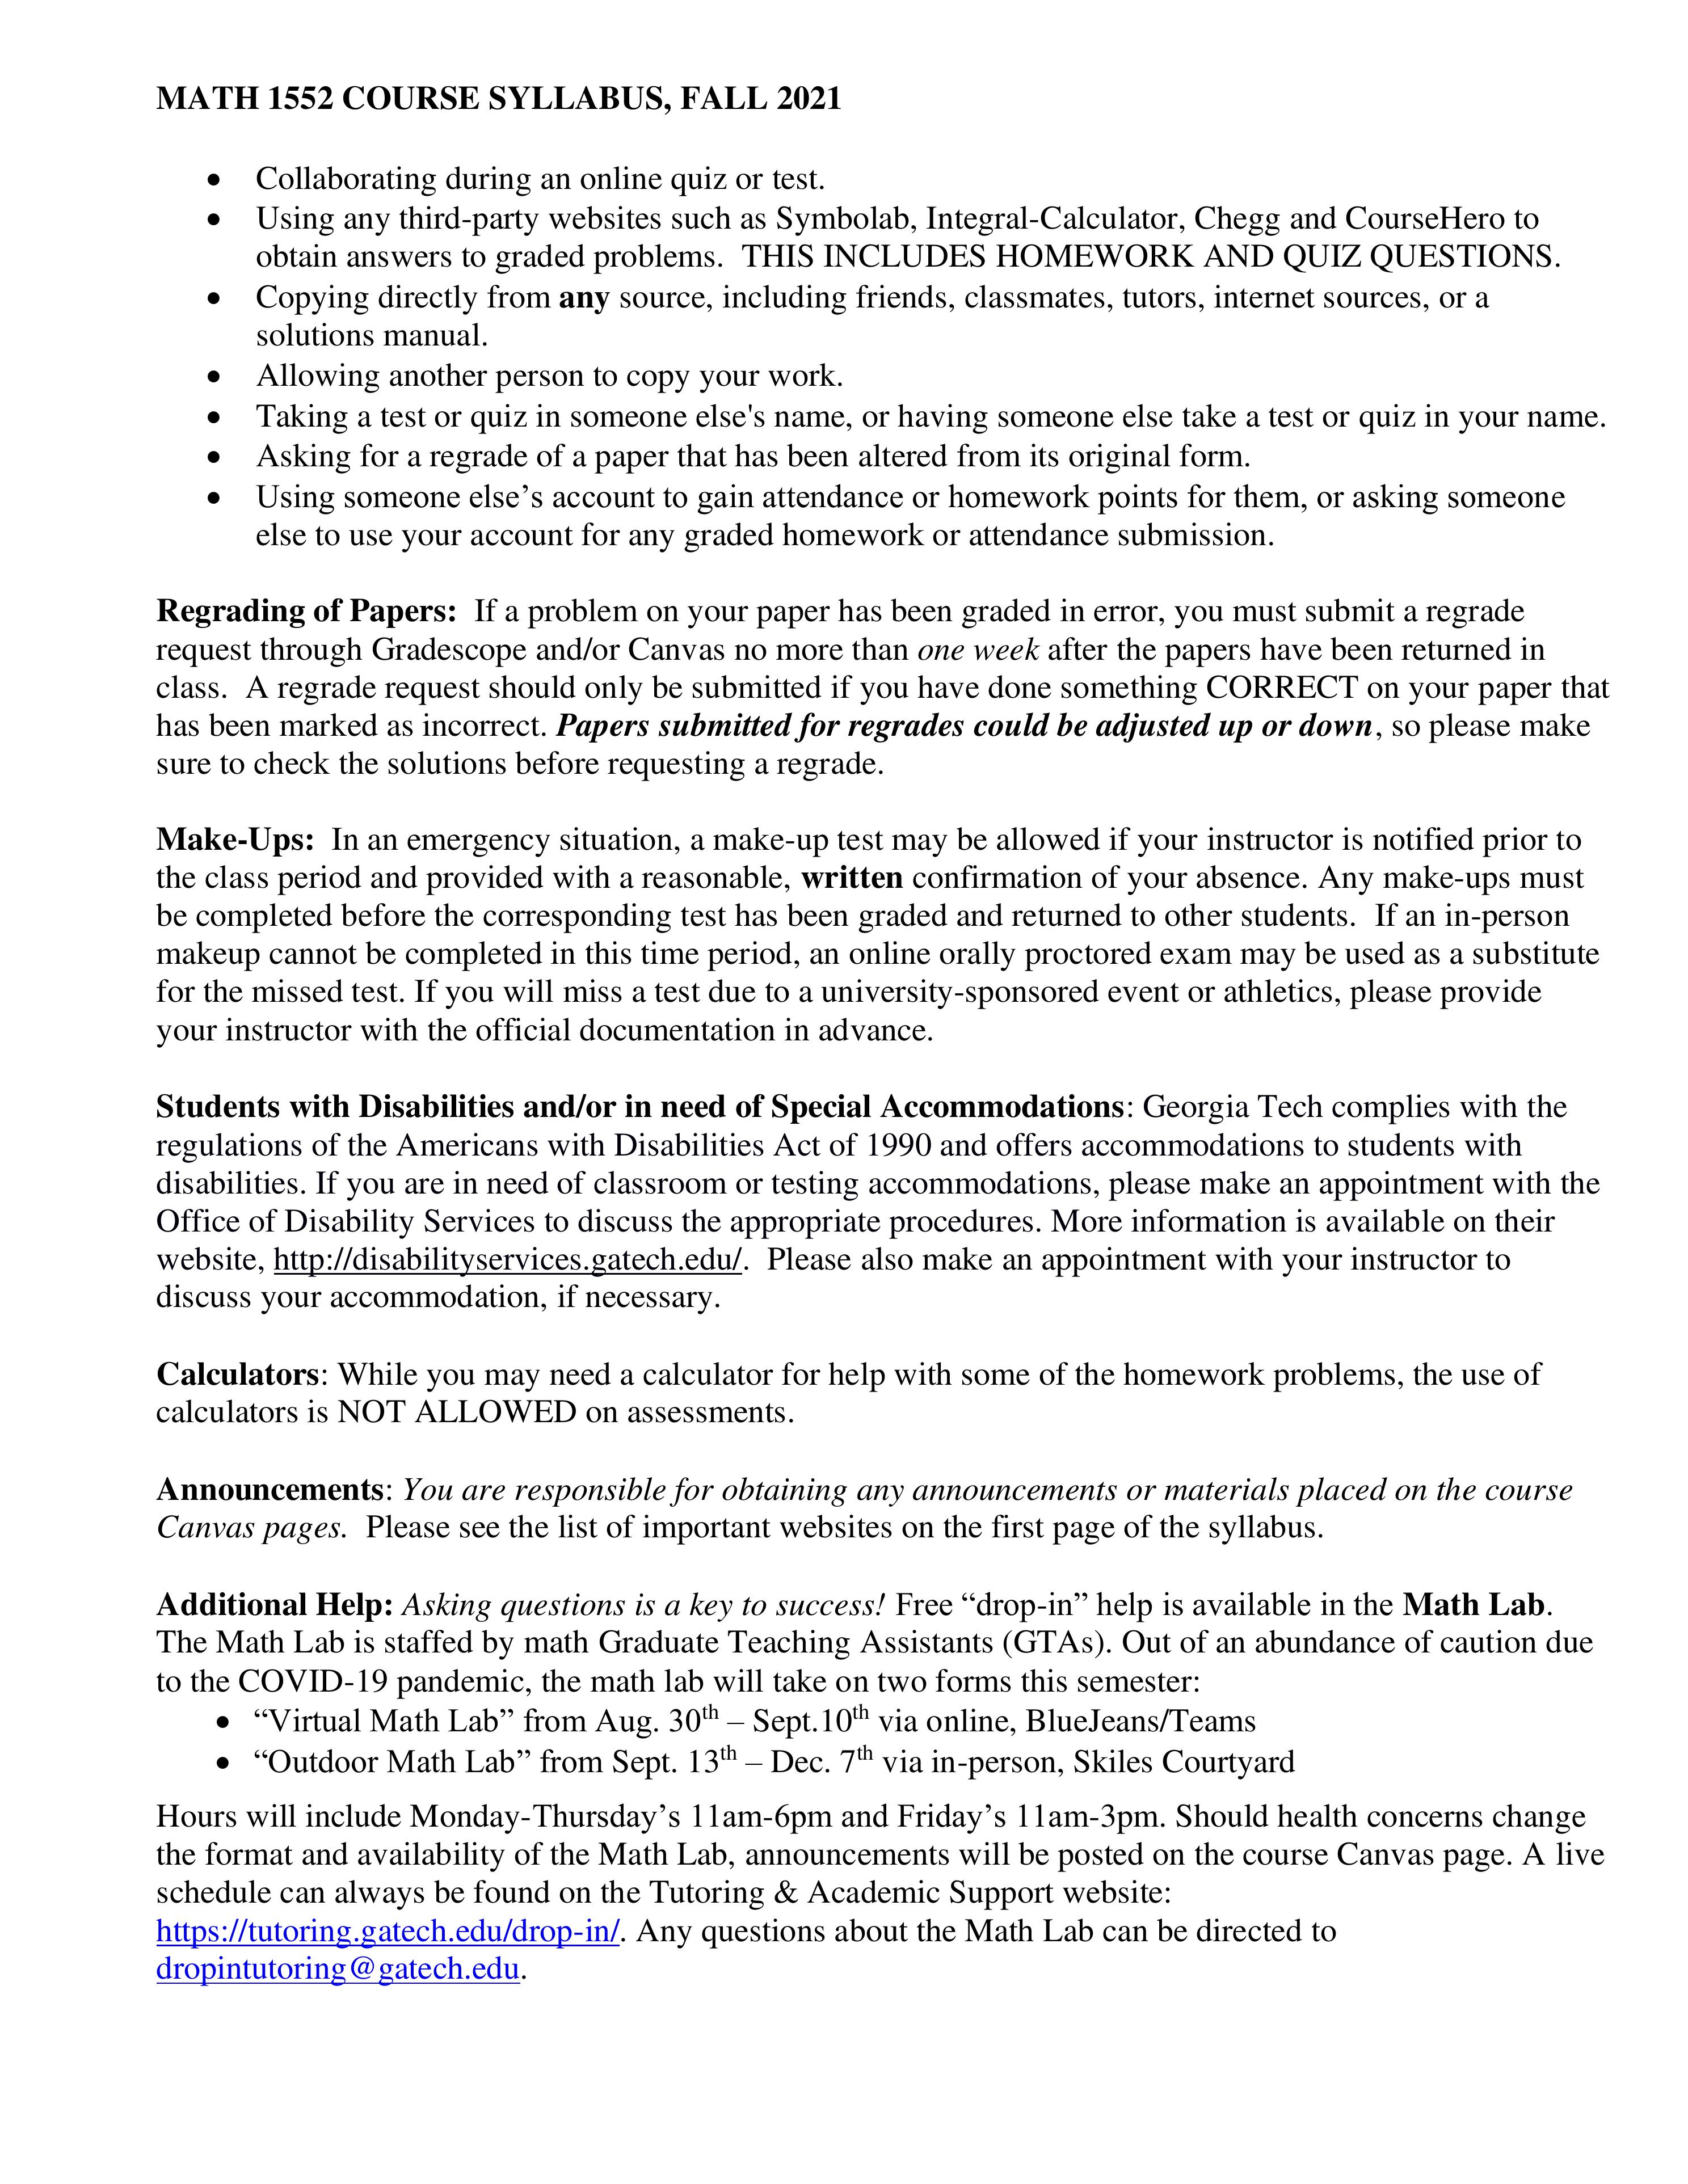 MATH 1552 COURSE SYLLABUS, FALL 2021
• Collaborating during an online quiz or test.
• Using any third-party websites such as Symbolab, Integral-Calculator, Chegg and CourseHero to
obtain answers to graded problems.  THIS INCLUDES HOMEWORK AND QUIZ QUESTIONS.
• Copying directly from any source, including friends, classmates, tutors, internet sources, or a
solutions manual.
• Allowing another person to copy your work.
• Taking a test or quiz in someone else's name, or having someone else take a test or quiz in your name.
• Asking for a regrade of a paper that has been altered from its original form.
• Using someone else’s account to gain attendance or homework points for them, or asking someone
else to use your account for any graded homework or attendance submission.
Regrading of Papers:  If a problem on your paper has been graded in error, you must submit a regrade
request through Gradescope and/or Canvas no more than one week after the papers have been returned in
class.  A regrade request should only be submitted if you have done something CORRECT on your paper that
has been marked as incorrect. Papers submitted for regrades could be adjusted up or down, so please make
sure to check the solutions before requesting a regrade.
Make-Ups:  In an emergency situation, a make-up test may be allowed if your instructor is notified prior to
the class period and provided with a reasonable, written confirmation of your absence. Any make-ups must
be completed before the corresponding test has been graded and returned to other students.  If an in-person
makeup cannot be completed in this time period, an online orally proctored exam may be used as a substitute
for the missed test. If you will miss a test due to a university-sponsored event or athletics, please provide
your instructor with the official documentation in advance.
Students with Disabilities and/or in need of Special Accommodations: Georgia Tech complies with the
regulations of the Americans with Disabilities Act of 1990 and offers accommodations to students with
disabilities. If you are in need of classroom or testing accommodations, please make an appointment with the
Office of Disability Services to discuss the appropriate procedures. More information is available on their
website, http://disabilityservices.gatech.edu/.  Please also make an appointment with your instructor to
discuss your accommodation, if necessary.
Calculators: While you may need a calculator for help with some of the homework problems, the use of
calculators is NOT ALLOWED on assessments.
Announcements: You are responsible for obtaining any announcements or materials placed on the course
Canvas pages.  Please see the list of important websites on the first page of the syllabus.
Additional Help: Asking questions is a key to success! Free “drop-in” help is available in the Math Lab.
The Math Lab is staffed by math Graduate Teaching Assistants (GTAs). Out of an abundance of caution due
to the COVID-19 pandemic, the math lab will take on two forms this semester:
• “Virtual Math Lab” from Aug. 30th – Sept.10th via online, BlueJeans/Teams
• “Outdoor Math Lab” from Sept. 13th – Dec. 7th via in-person, Skiles Courtyard
Hours will include Monday-Thursday’s 11am-6pm and Friday’s 11am-3pm. Should health concerns change
the format and availability of the Math Lab, announcements will be posted on the course Canvas page. A live
schedule can always be found on the Tutoring & Academic Support website:
https://tutoring.gatech.edu/drop-in/. Any questions about the Math Lab can be directed to
dropintutoring@gatech.edu.